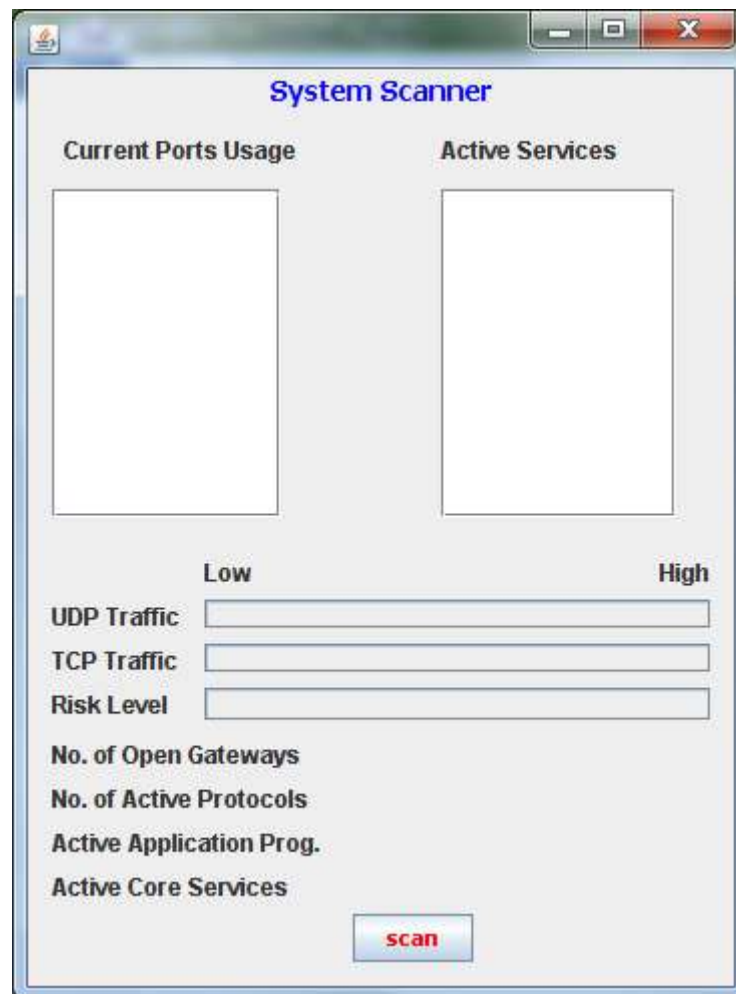 System Scanner
Current Ports Usage Active Services
Low High
UDP Traffic
TCP Traffic
Risk Level
No. of Open Gateways
No. of Active Protocols
Active Application Prog.
Active Core Services
scan